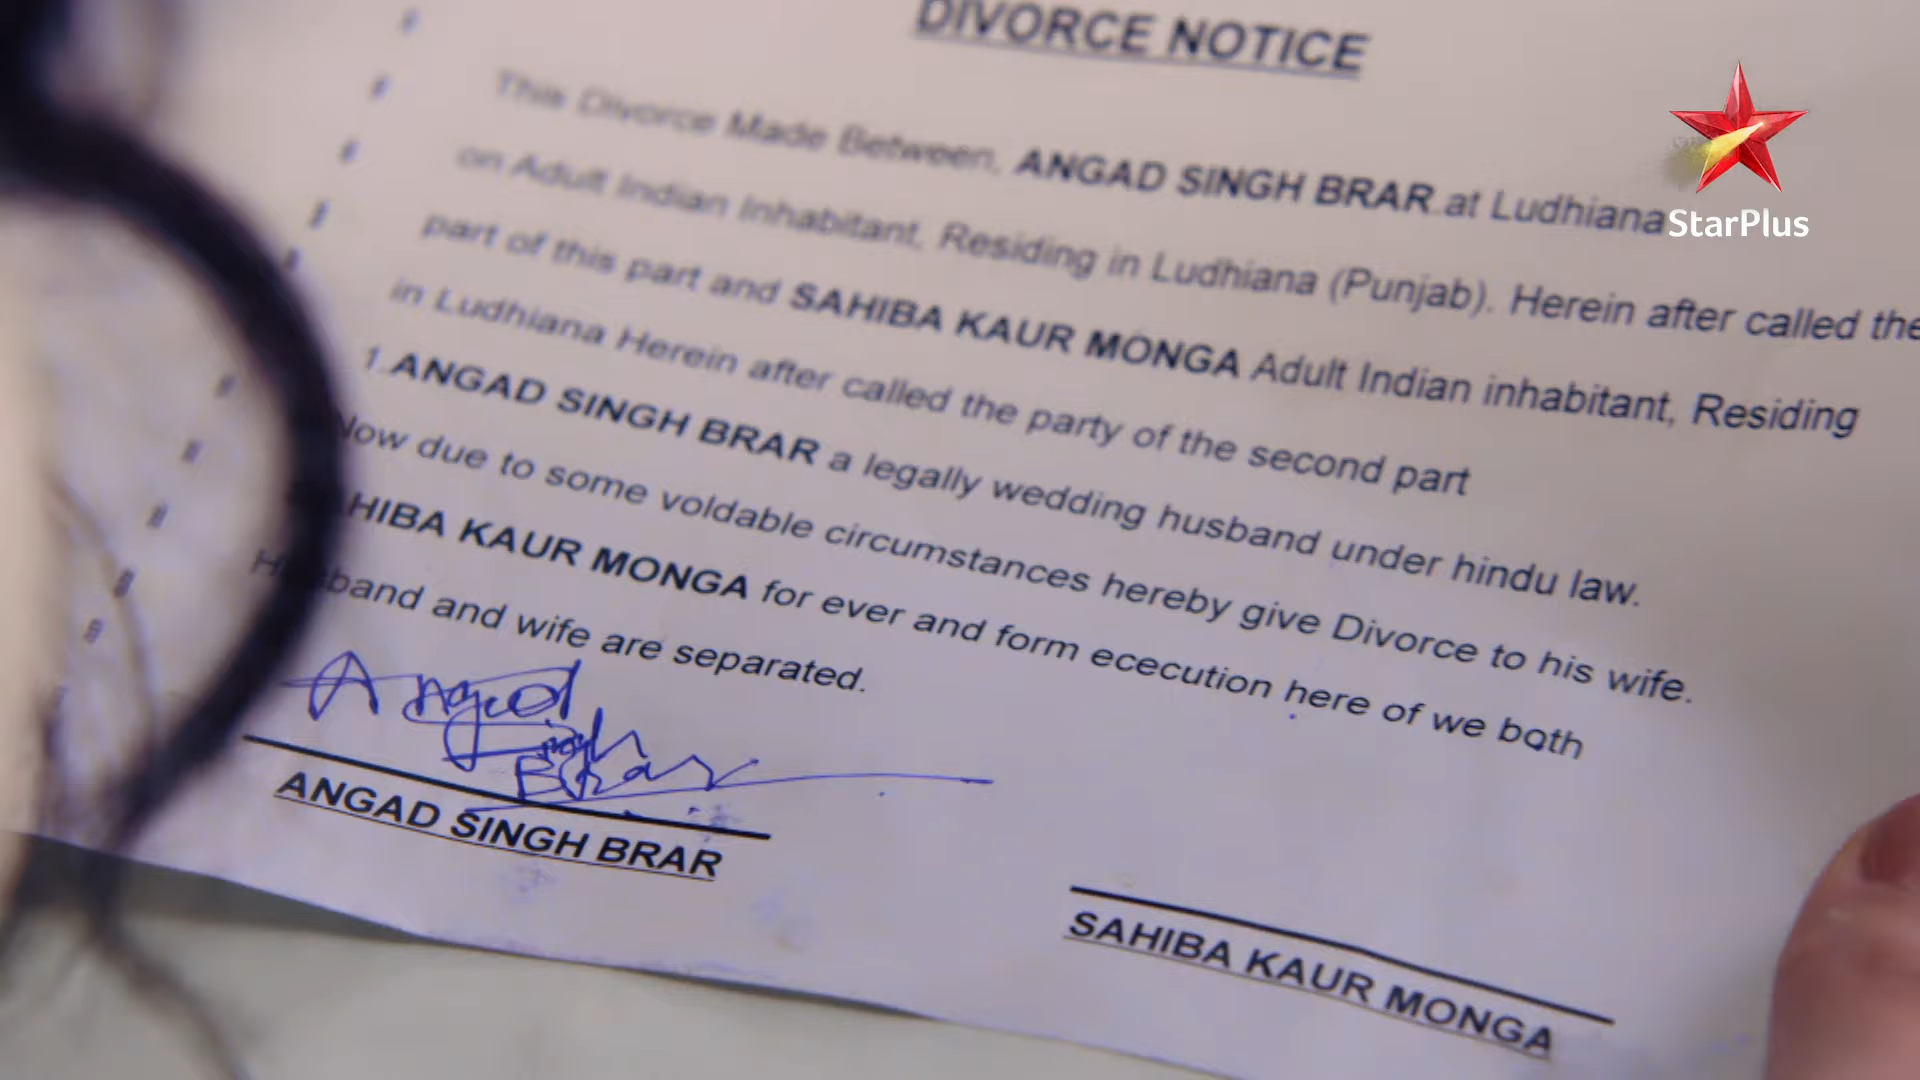 DIVORCE NOTICE
This Divorce Made Between, ANGAD SINGH BRAR.at Ludhiana
on Adult Indian Inhabitant, Residing in Ludhiana (Punjab). Herein after called the
part of this part and SAHIBA KAUR MONGA Adult Indian inhabitant, Residing
in Ludhiana Herein after called the party of the second part
1.ANGAD SINGH BRAR a legally wedding husband under hindu law.
Now due to some voldable circumstances hereby give Divorce to his wife.
HIBA KAUR MONGA for ever and form ececution here of we both
Husband and wife are separated.
Angad
Singh
Brar
ANGAD SINGH BRAR
SAHIBA KAUR MONGA
StarPlus